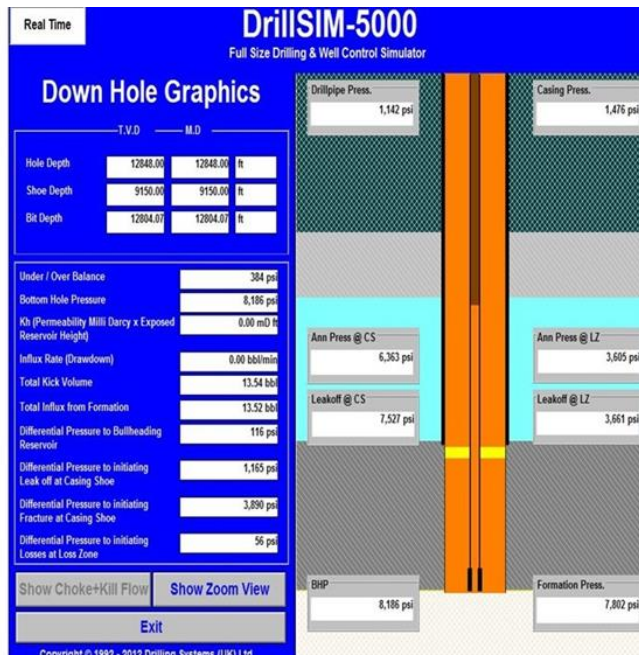 Real Time
DrillSIM-5000
Full Size Drilling & Well Control Simulator
Down Hole Graphics
T.V.D M.D
Hole Depth 12848.00 12848.00 ft
Shoe Depth 9150.00 9150.00 ft
Bit Depth 12804.07 12804.07 ft
Under / Over Balance 384 psi
Bottom Hole Pressure 8,186 psi
Kh (Permeability Milli Darcy x Exposed
Reservoir Height) 0.00 mD ft
Influx Rate (Drawdown) 0.00 bbl/min
Total Kick Volume 13.54 bbl
Total Influx from Formation 13.52 bbl
Differential Pressure to Bullheading
Reservoir 116 psi
Differential Pressure to initiating
Leak off at Casing Shoe 1,165 psi
Differential Pressure to initiating
Fracture at Casing Shoe 3,890 psi
Differential Pressure to initiating
Losses at Loss Zone 56 psi
Show Choke+Kill Flow Show Zoom View
Exit
Copyright © 1992 - 2012 Drilling Systems (UK) Ltd
Drillpipe Press.
1,142 psi
Casing Press.
1,476 psi
Ann Press @ CS
6,363 psi
Ann Press @ LZ
3,605 psi
Leakoff @ CS
7,527 psi
Leakoff @ LZ
3,661 psi
BHP
8,186 psi
Formation Press.
7,802 psi